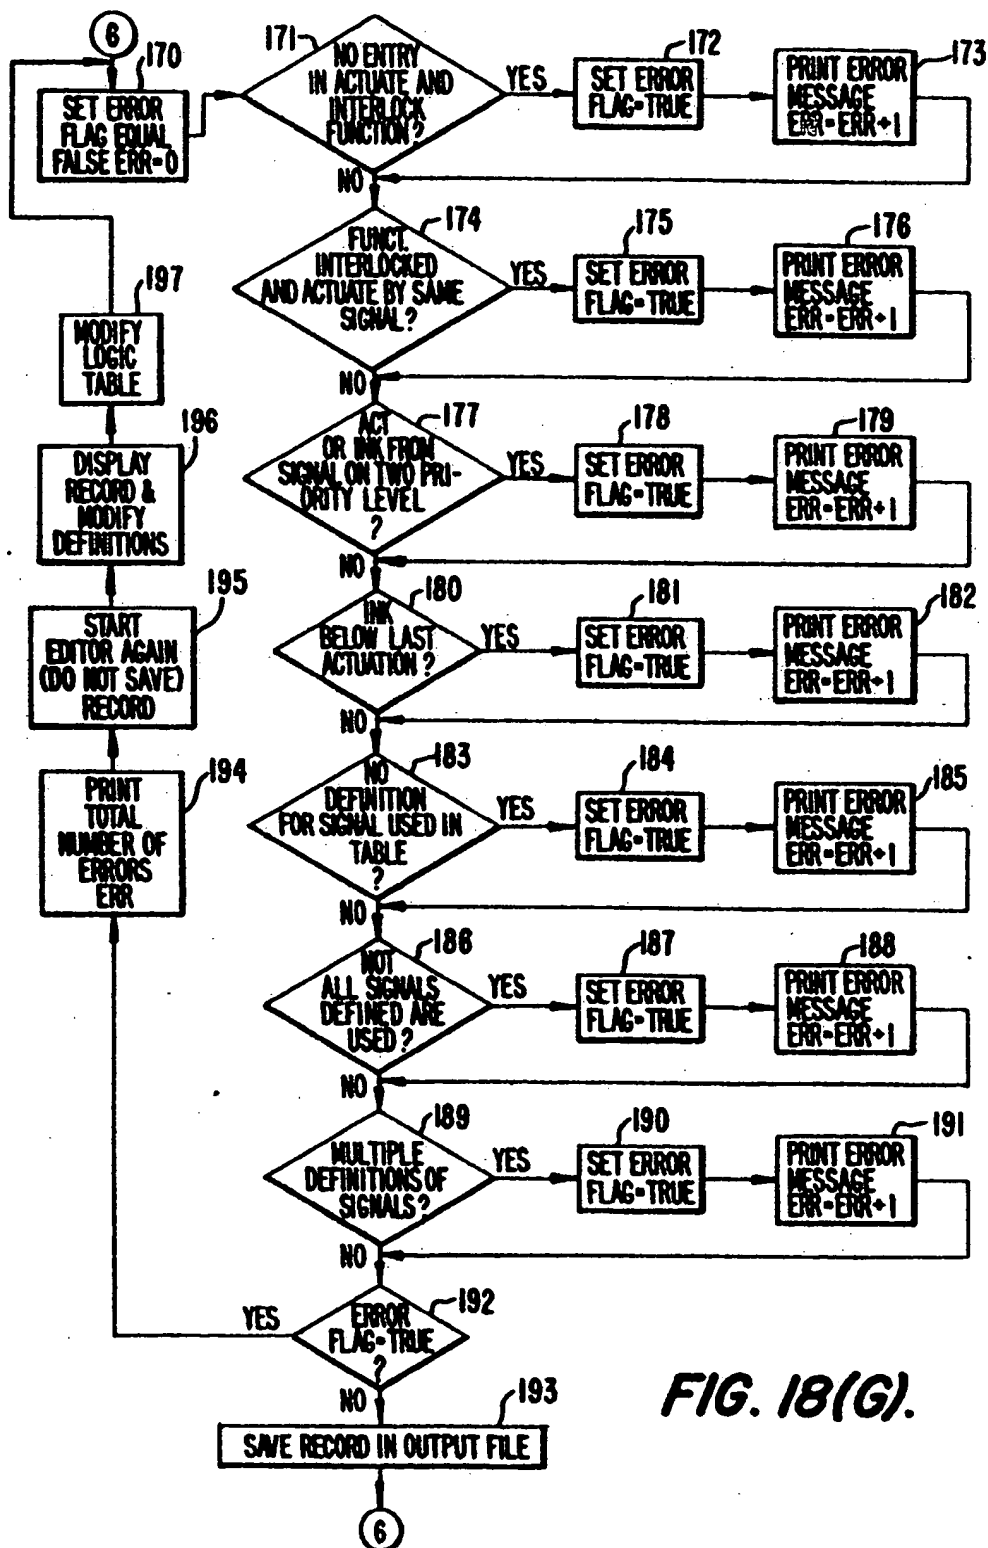 6
170
SET ERROR
FLAG EQUAL
FALSE ERR=0
171
NO ENTRY
IN ACTUATE AND
INTERLOCK
FUNCTION?
YES
172
SET ERROR
FLAG=TRUE
173
PRINT ERROR
MESSAGE
ERR=ERR+1
NO
174
FUNCT.
INTERLOCKED
AND ACTUATE BY SAME
SIGNAL?
YES
175
SET ERROR
FLAG=TRUE
176
PRINT ERROR
MESSAGE
ERR=ERR+1
NO
177
ACT
OR INK FROM
SIGNAL ON TWO PRI-
ORITY LEVEL
?
YES
178
SET ERROR
FLAG=TRUE
179
PRINT ERROR
MESSAGE
ERR=ERR+1
NO
180
INK
BELOW LAST
ACTUATION?
YES
181
SET ERROR
FLAG=TRUE
182
PRINT ERROR
MESSAGE
ERR=ERR+1
NO
183
NO
DEFINITION
FOR SIGNAL USED IN
TABLE
?
YES
184
SET ERROR
FLAG=TRUE
185
PRINT ERROR
MESSAGE
ERR=ERR+1
NO
186
NOT
ALL SIGNALS
DEFINED ARE
USED?
YES
187
SET ERROR
FLAG=TRUE
188
PRINT ERROR
MESSAGE
ERR=ERR+1
NO
189
MULTIPLE
DEFINITIONS OF
SIGNALS?
YES
190
SET ERROR
FLAG=TRUE
191
PRINT ERROR
MESSAGE
ERR=ERR+1
NO
192
ERROR
FLAG=TRUE
?
YES
NO
193
SAVE RECORD IN OUTPUT FILE
6
194
PRINT
TOTAL
NUMBER OF
ERRORS
ERR
195
START
EDITOR AGAIN
(DO NOT SAVE)
RECORD
196
DISPLAY
RECORD &
MODIFY
DEFINITIONS
197
MODIFY
LOGIC
TABLE
FIG. 18(G).